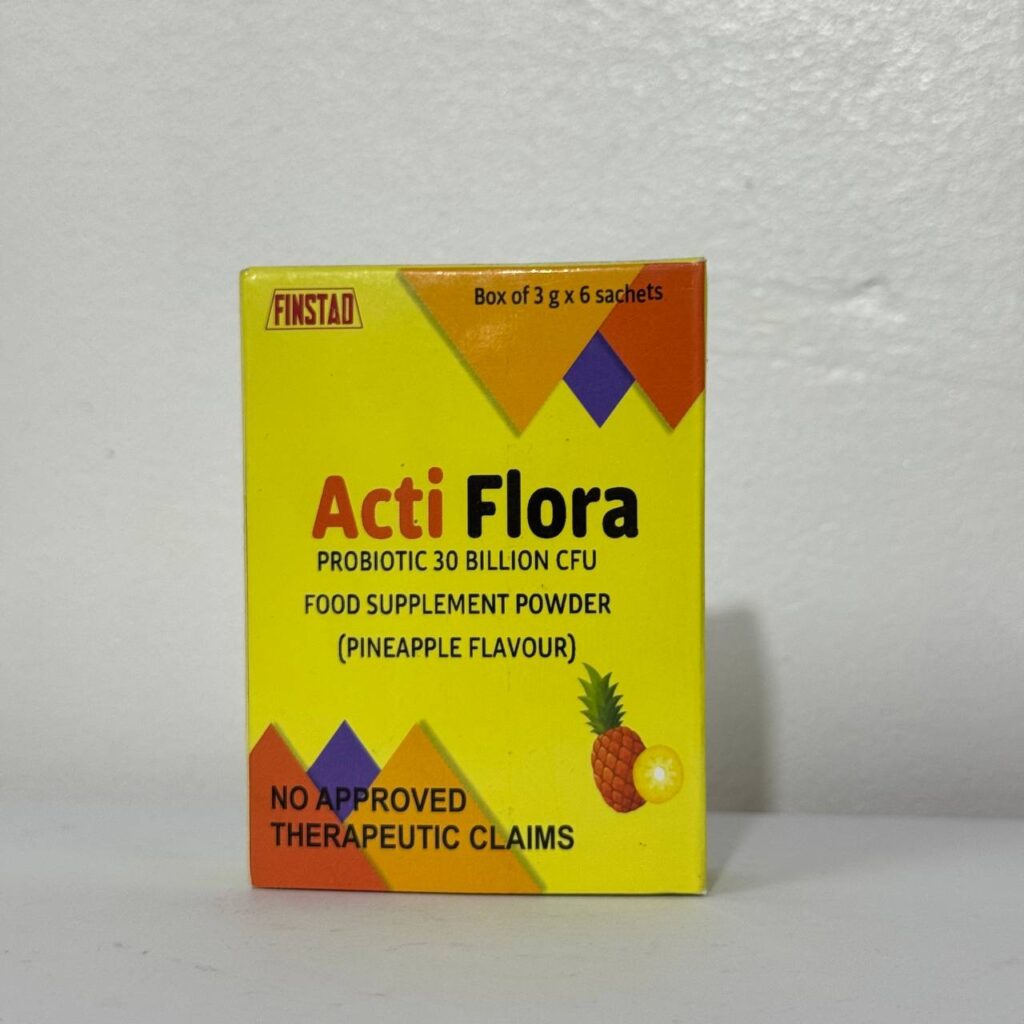 FINSTAD
Box of 3 g x 6 sachets
Acti Flora
PROBIOTIC 30 BILLION CFU
FOOD SUPPLEMENT POWDER
(PINEAPPLE FLAVOUR)
NO APPROVED
THERAPEUTIC CLAIMS